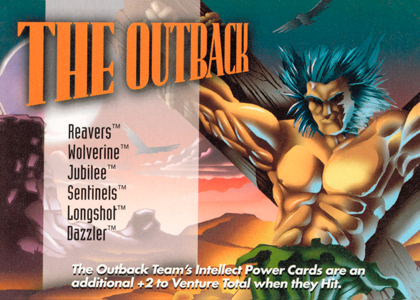 THE OUTBACK
Reavers™
Wolverine™
Jubilee™
Sentinels™
Longshot™
Dazzler™
The Outback Team's Intellect Power Cards are an
additional +2 to Venture Total when they Hit.